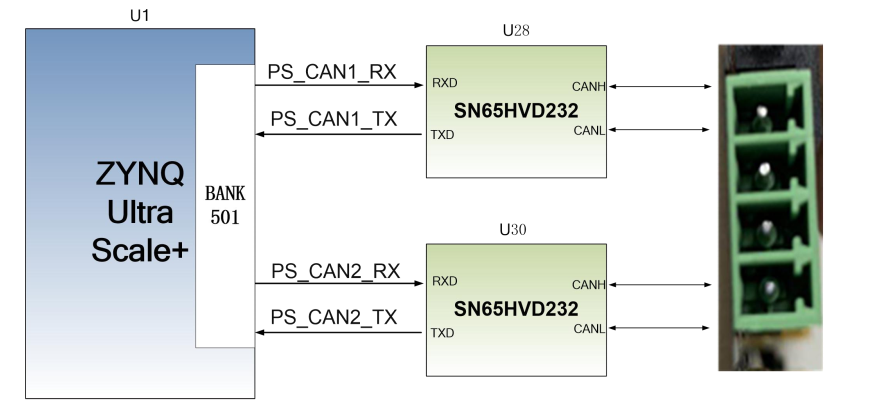 U1
U28
PS_CAN1_RX
RXD
CANH
SN65HVD232
PS_CAN1_TX
TXD
CANL
ZYNQ
Ultra
Scale+
BANK
501
U30
PS_CAN2_RX
RXD
CANH
SN65HVD232
PS_CAN2_TX
TXD
CANL